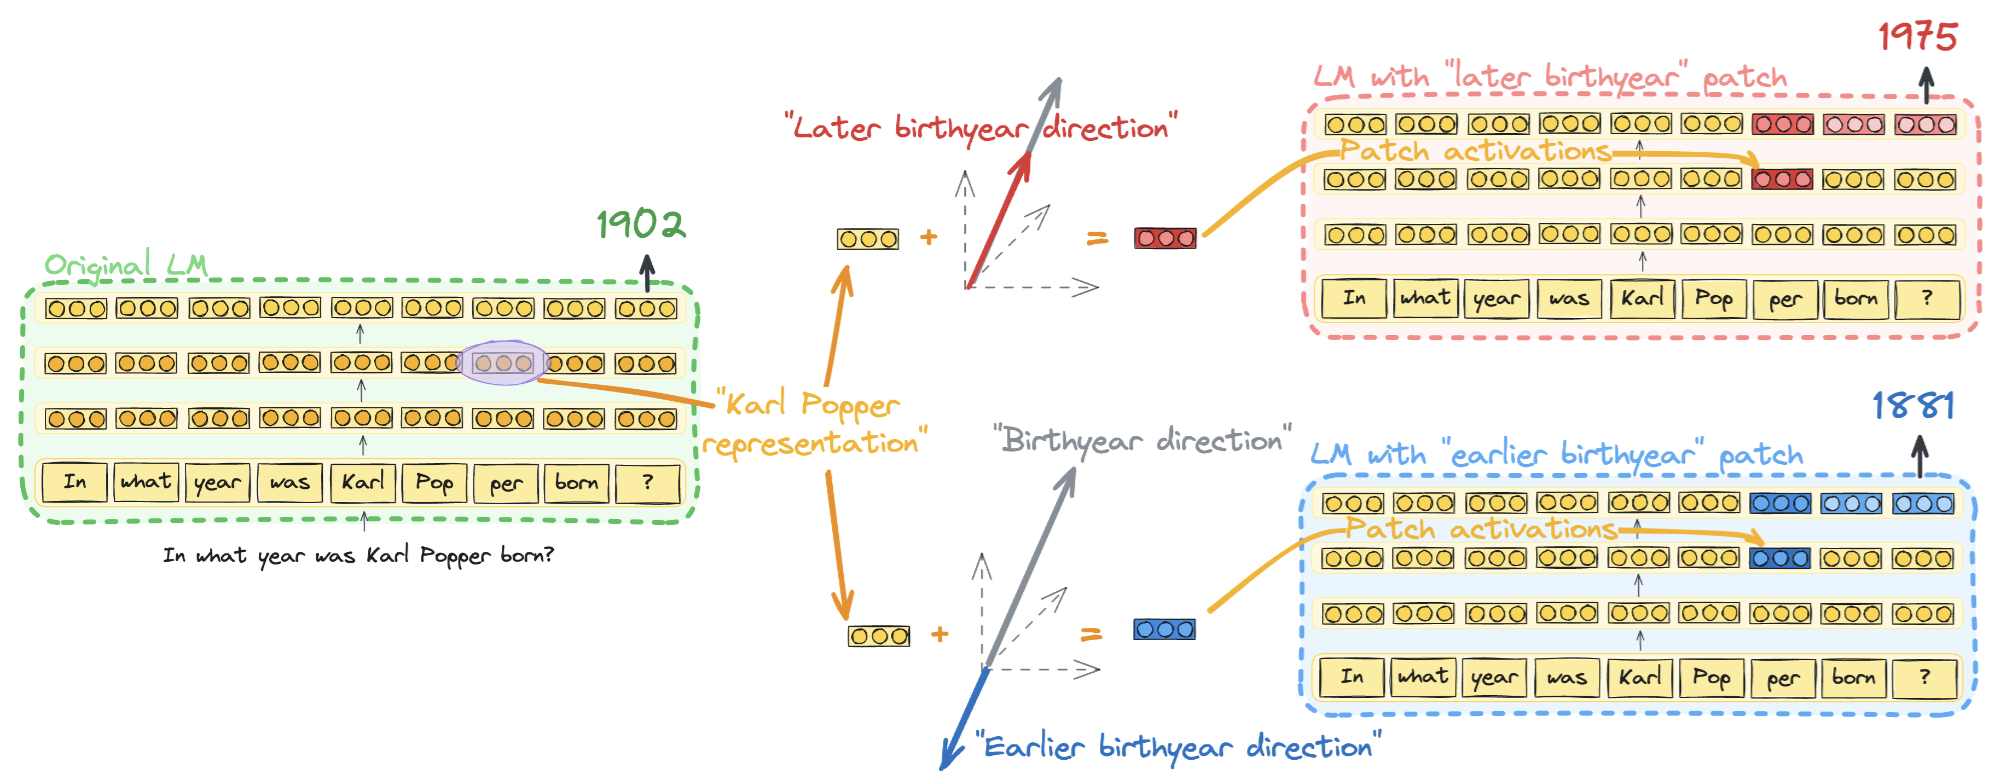 1902
Original LM
In what year was Karl Pop per born ?
In what year was Karl Popper born?
"Karl Popper
representation"
"Later birthyear direction"
+
=
"Birthyear direction"
+
=
"Earlier birthyear direction"
1975
LM with "later birthyear" patch
Patch activations
In what year was Karl Pop per born ?
1881
LM with "earlier birthyear" patch
Patch activations
In what year was Karl Pop per born ?